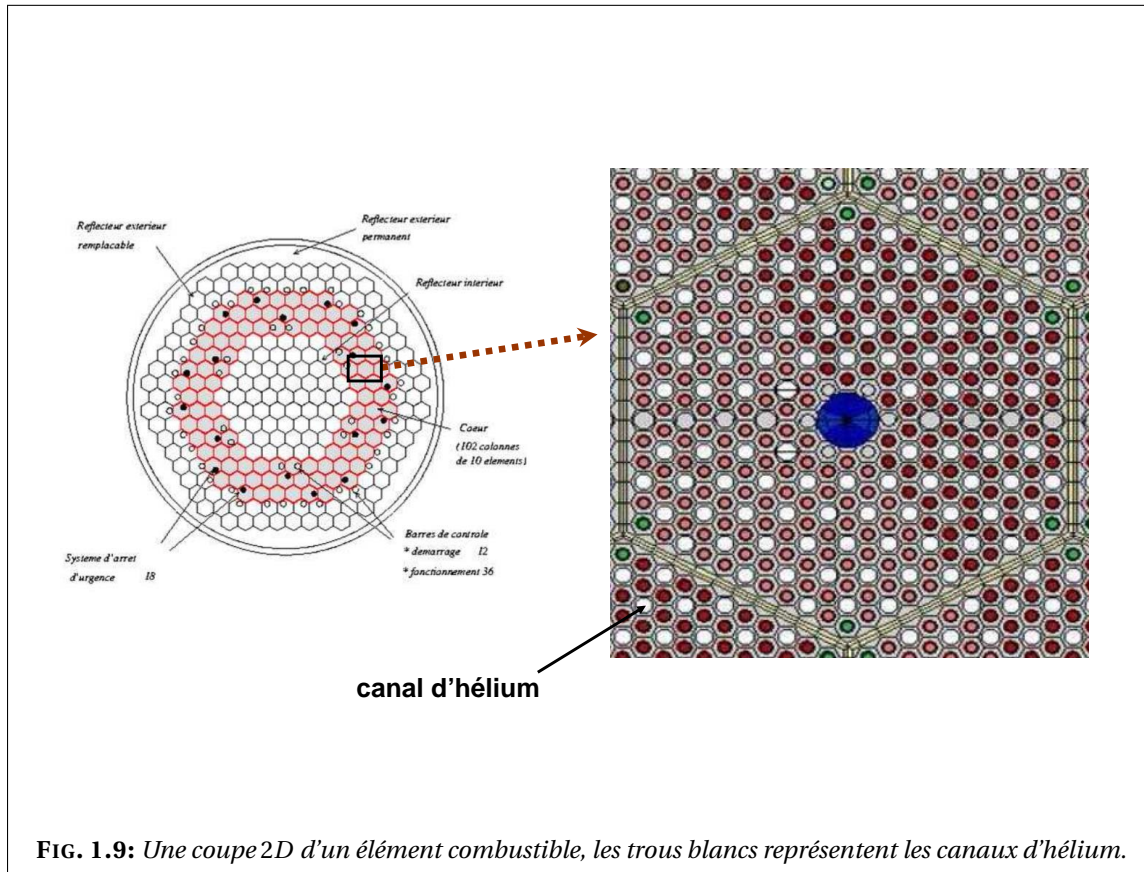 Reflecteur exterieur
remplacable
Reflecteur exterieur
permanent
Reflecteur interieur
Coeur
(102 colonnes
de 10 elements)
Barres de controle
* demarrage 12
* fonctionnement 36
Systeme d'arret
d'urgence 18
canal d'hélium
FIG. 1.9: Une coupe 2D d'un élément combustible, les trous blancs représentent les canaux d'hélium.